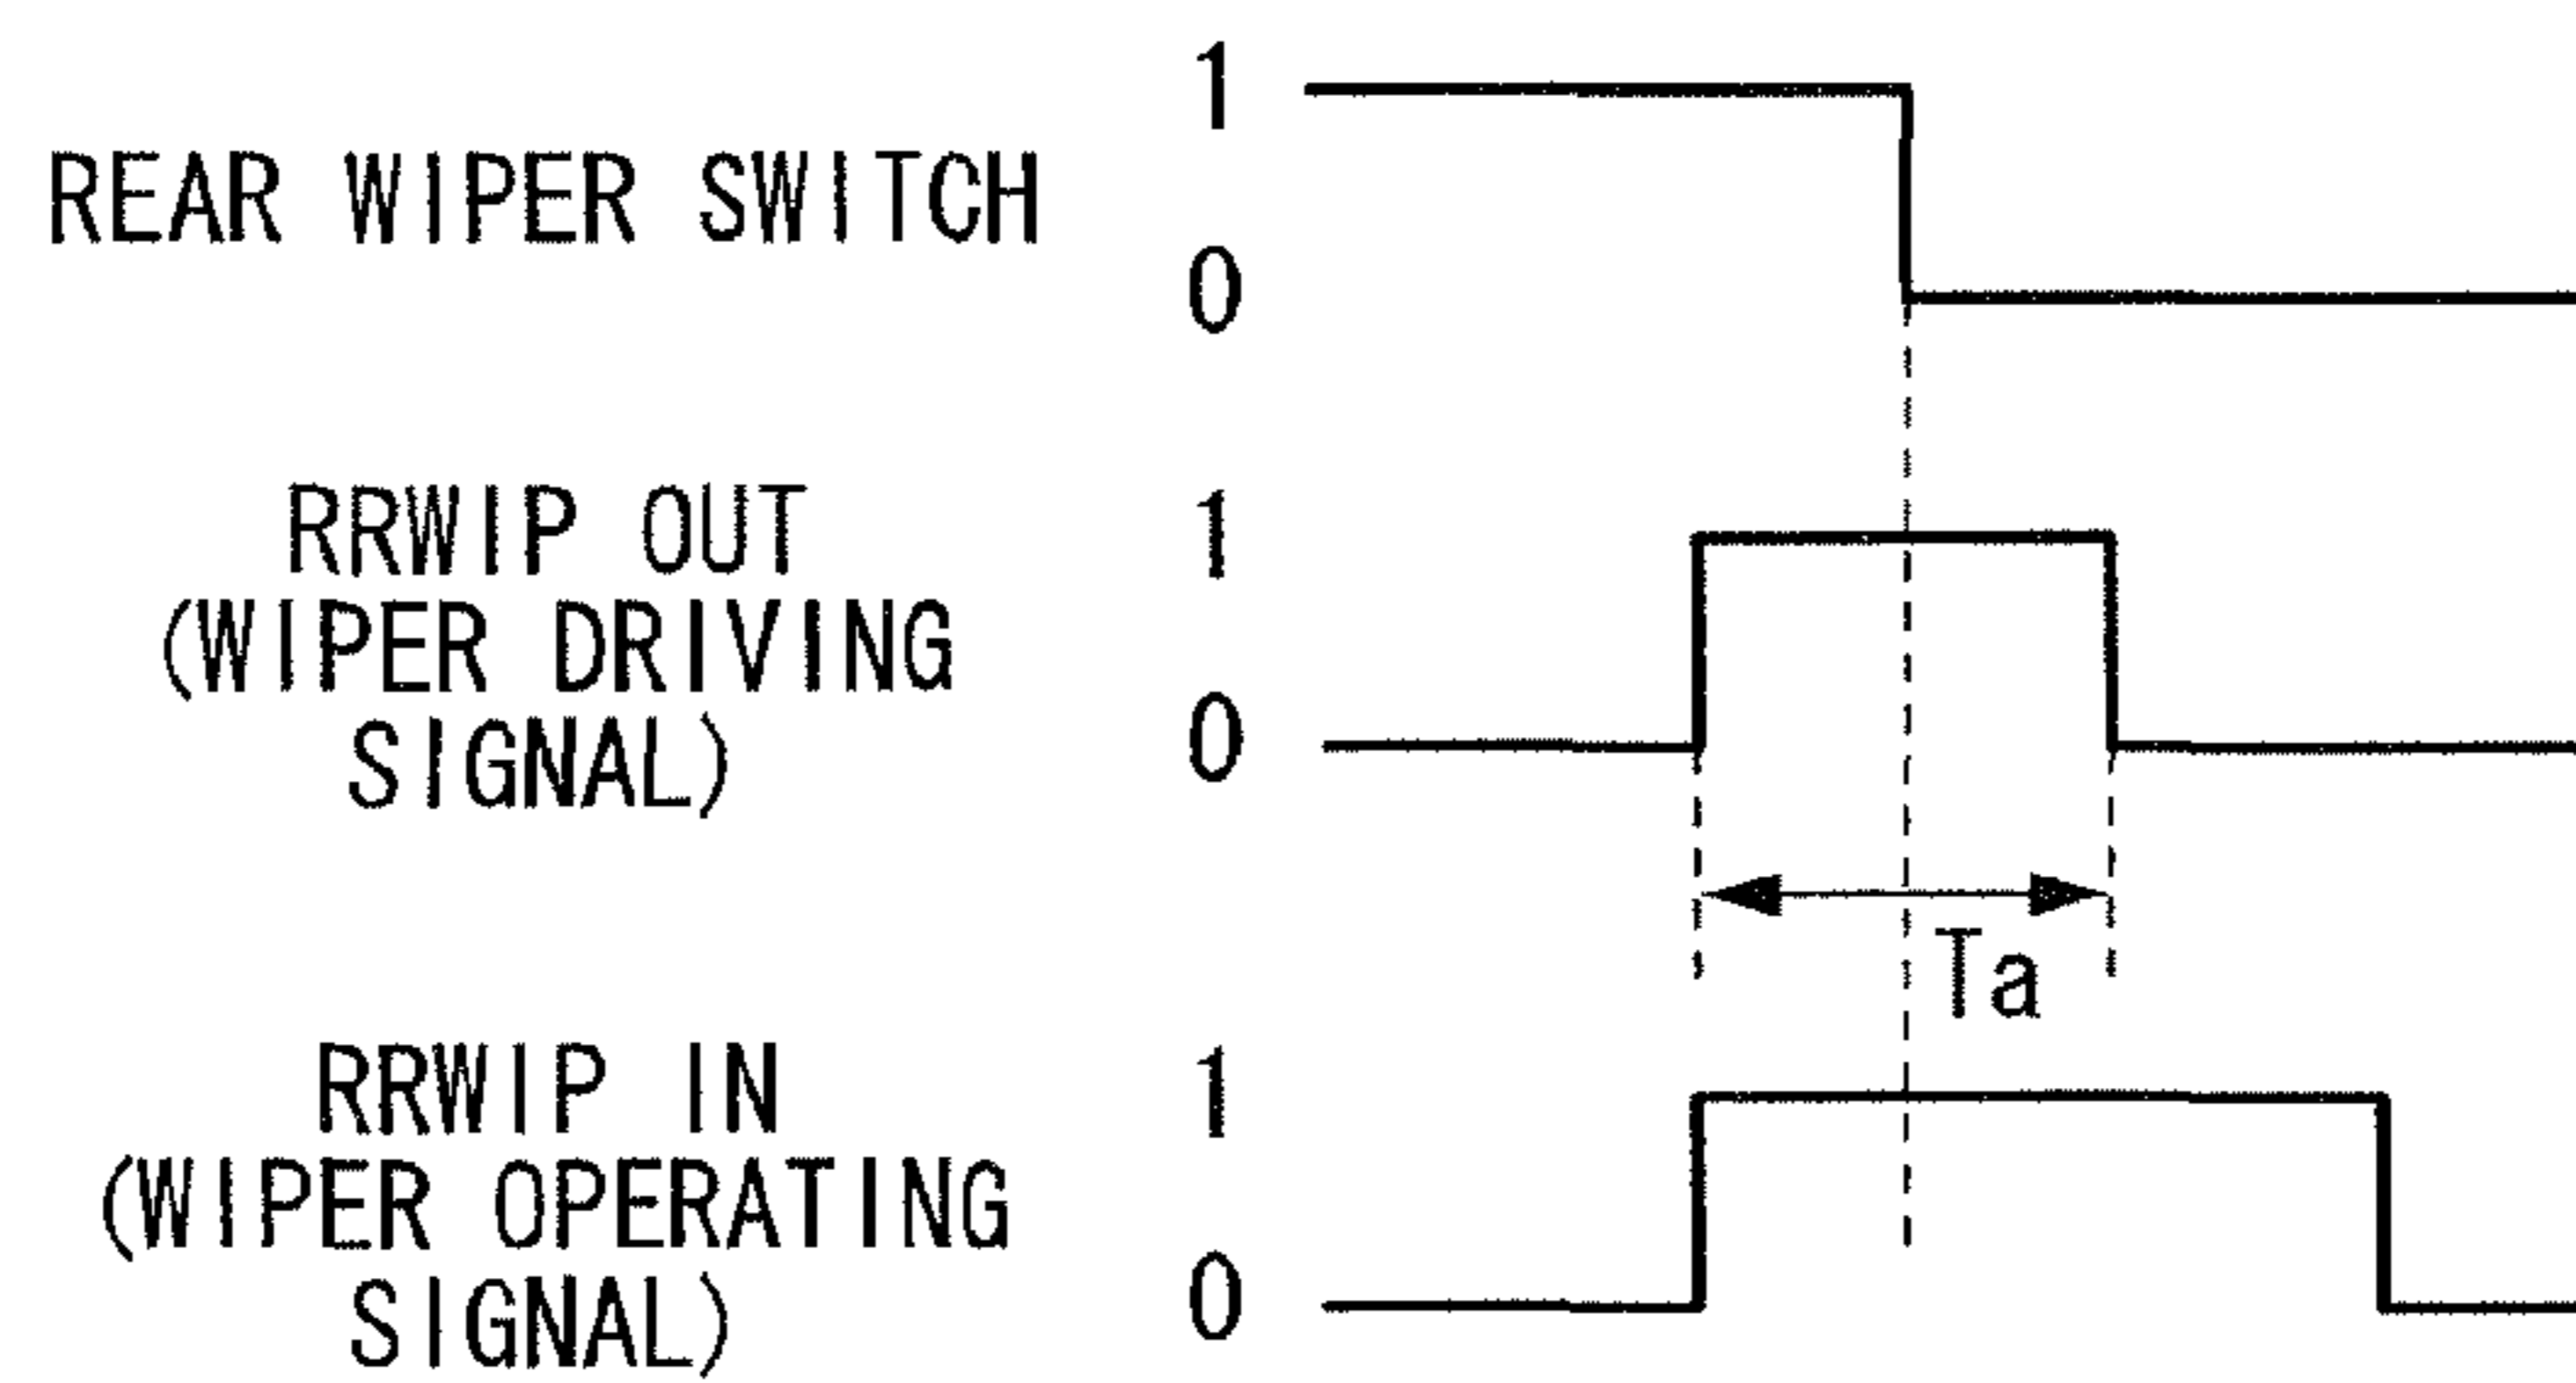 1
REAR WIPER SWITCH
0
RRWIP OUT
1
(WIPER DRIVING
SIGNAL)
0
Ta
RRWIP IN
1
(WIPER OPERATING
SIGNAL)
0